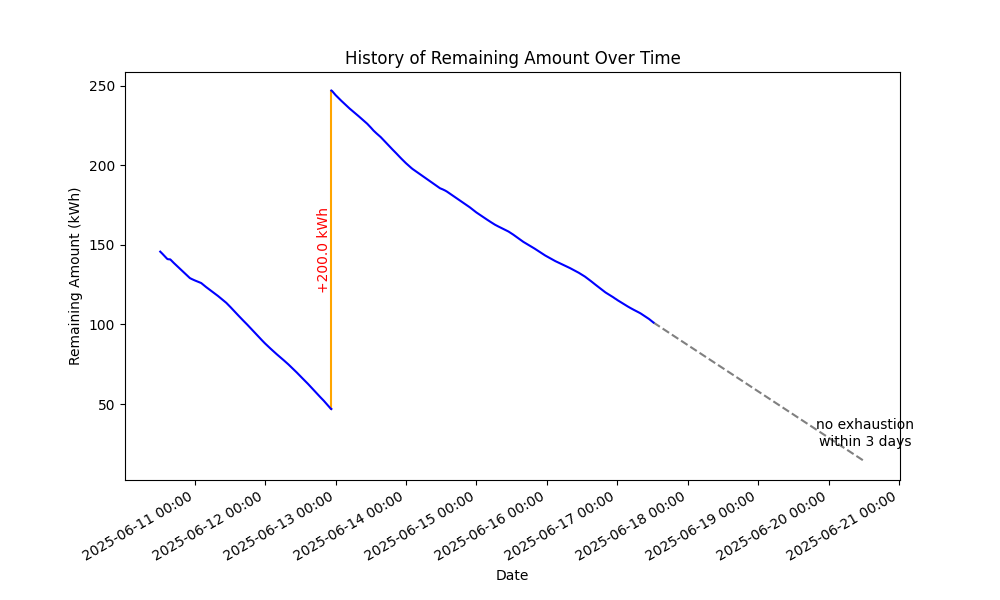 History of Remaining Amount Over Time
Remaining Amount (kWh)
250
200
150
100
50
+200.0 kWh
no exhaustion
within 3 days
2025-06-11 00:00
2025-06-12 00:00
2025-06-13 00:00
2025-06-14 00:00
2025-06-15 00:00
2025-06-16 00:00
2025-06-17 00:00
2025-06-18 00:00
2025-06-19 00:00
2025-06-20 00:00
2025-06-21 00:00
Date